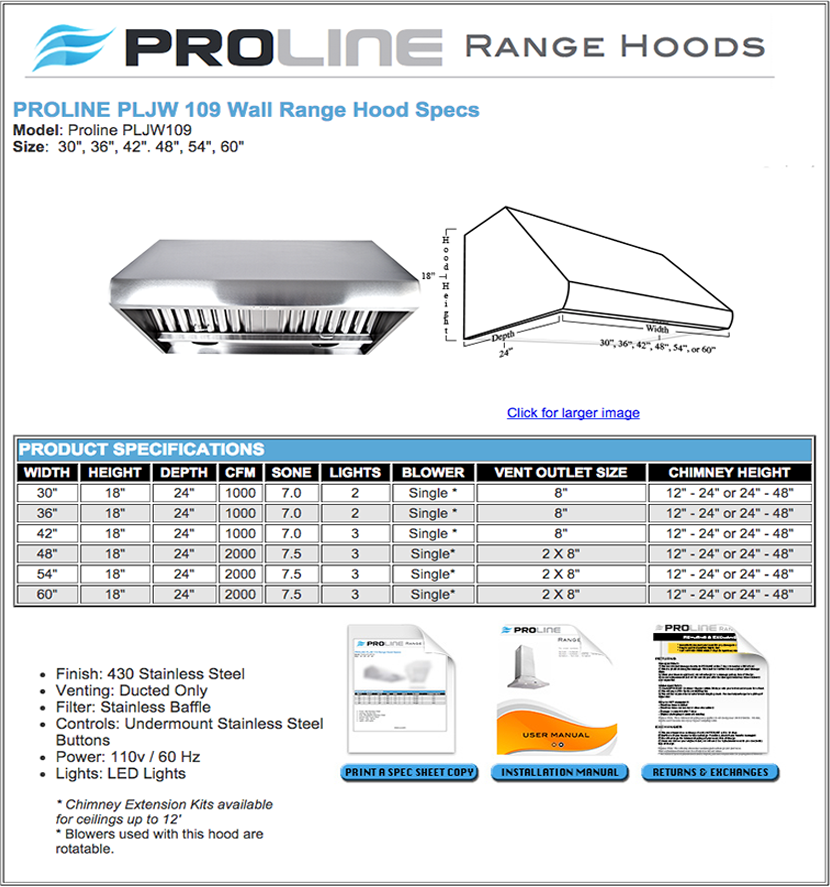 PROLINE RANGE HOODS
PROLINE PLJW 109 Wall Range Hood Specs
Model: Proline PLJW109
Size: 30", 36", 42". 48", 54", 60"
Hood Height
18"
Depth
24"
Width
30", 36", 42", 48", 54", or 60"
Click for larger image
PRODUCT SPECIFICATIONS
WIDTH HEIGHT DEPTH CFM SONE LIGHTS BLOWER VENT OUTLET SIZE CHIMNEY HEIGHT
30" 18" 24" 1000 7.0 2 Single * 8" 12" - 24" or 24" - 48"
36" 18" 24" 1000 7.0 2 Single * 8" 12" - 24" or 24" - 48"
42" 18" 24" 1000 7.0 3 Single * 8" 12" - 24" or 24" - 48"
48" 18" 24" 2000 7.5 3 Single* 2 X 8" 12" - 24" or 24" - 48"
54" 18" 24" 2000 7.5 3 Single* 2 X 8" 12" - 24" or 24" - 48"
60" 18" 24" 2000 7.5 3 Single* 2 X 8" 12" - 24" or 24" - 48"
• Finish: 430 Stainless Steel
• Venting: Ducted Only
• Filter: Stainless Baffle
• Controls: Undermount Stainless Steel
Buttons
• Power: 110v / 60 Hz
• Lights: LED Lights
* Chimney Extension Kits available
for ceilings up to 12'
* Blowers used with this hood are
rotatable.
PROLINE RANGE
PROLINE
RANGE
USER MANUAL
PROLINE
RETURNS
EXCHANGES
PRINT A SPEC SHEET COPY
INSTALLATION MANUAL
RETURNS & EXCHANGES